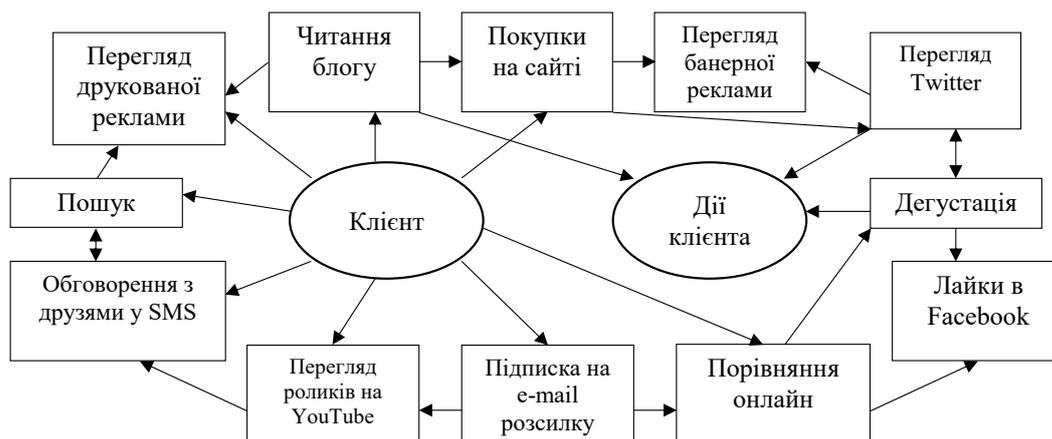 Перегляд
друкованої
реклами
Читання
блогу
Покупки
на сайті
Перегляд
банерної
реклами
Перегляд
Twitter
Пошук
Клієнт
Дії
клієнта
Дегустація
Обговорення з
друзями у SMS
Лайки в
Facebook
Перегляд
роликів на
YouTube
Підписка на
e-mail
розсилку
Порівняння
онлайн